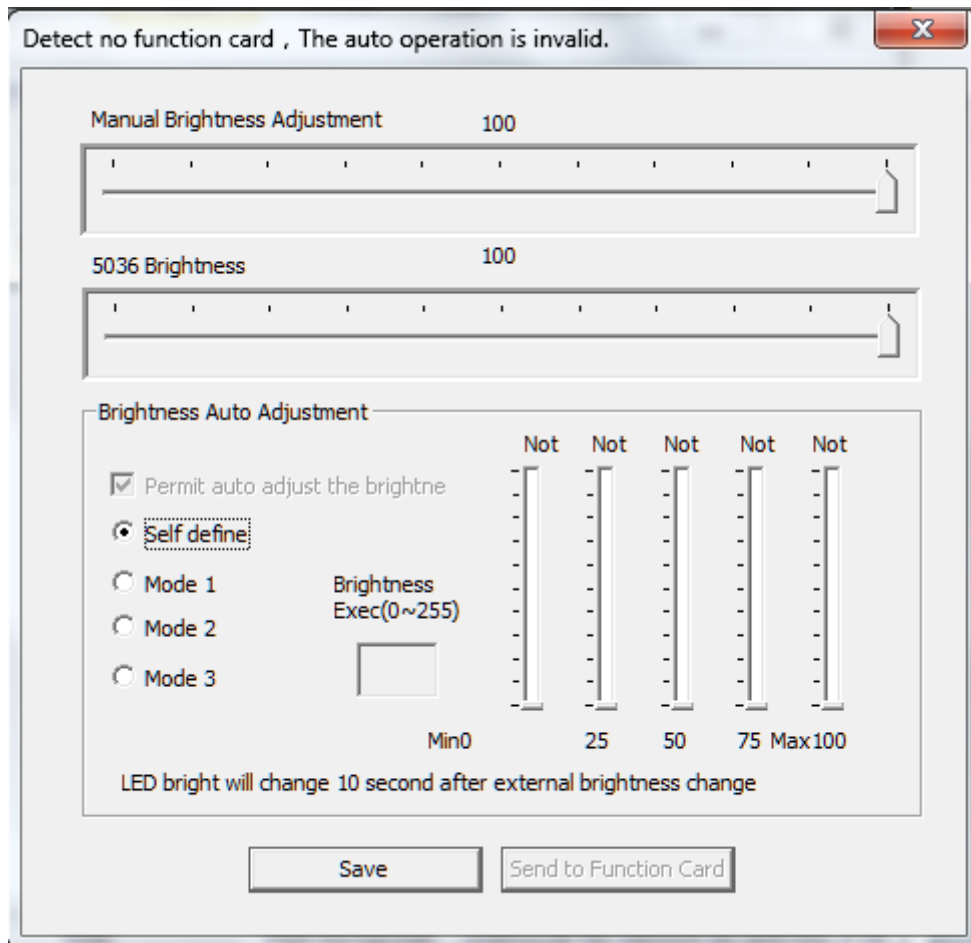 Detect no function card , The auto operation is invalid.
Manual Brightness Adjustment 100
5036 Brightness 100
Brightness Auto Adjustment
Not Not Not Not Not
Permit auto adjust the brightne
Self define
Mode 1
Mode 2
Mode 3
Brightness
Exec(0~255)
Min0 25 50 75 Max100
LED bright will change 10 second after external brightness change
Save Send to Function Card